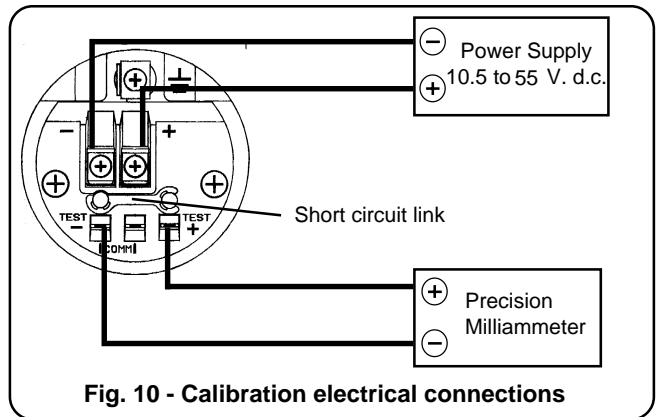 Power Supply
10.5 to 55 V. d.c.
− +
Short circuit link
TEST TEST
− +
COMM
Precision
Milliammeter
Fig. 10 - Calibration electrical connections